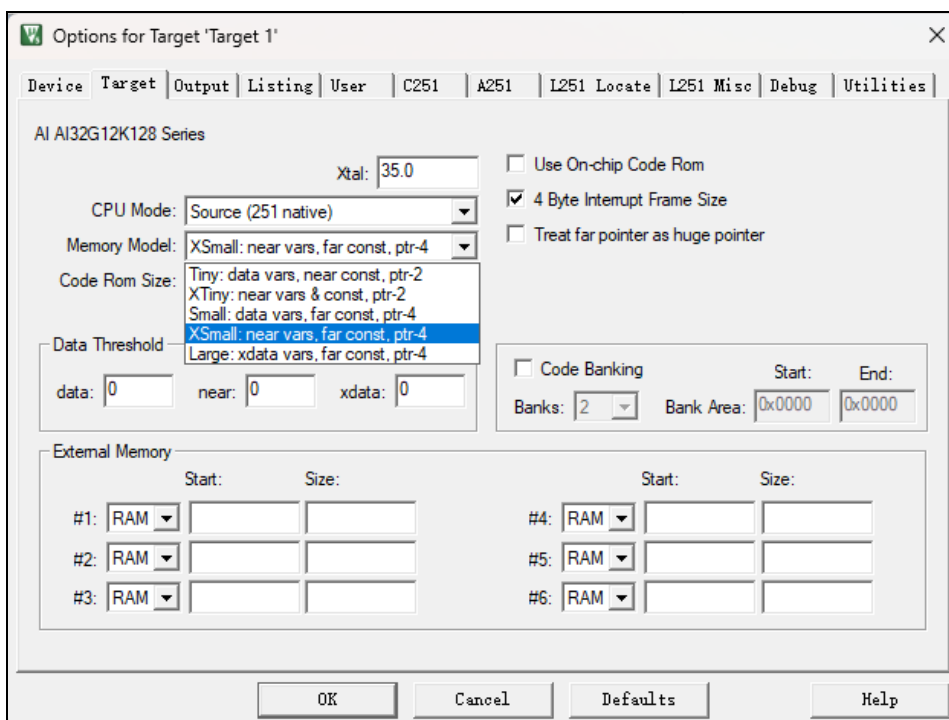 Options for Target 'Target 1'
Device Target Output Listing User C251 A251 L251 Locate L251 Misc Debug Utilities
AI AI32G12K128 Series
Xtal: 35.0
Use On-chip Code Rom
CPU Mode: Source (251 native)
4 Byte Interrupt Frame Size
Memory Model: XSmall: near vars, far const, ptr-4
Treat far pointer as huge pointer
Code Rom Size:
Tiny: data vars, near const, ptr-2
XTiny: near vars & const, ptr-2
Small: data vars, far const, ptr-4
XSmall: near vars, far const, ptr-4
Large: xdata vars, far const, ptr-4
Data Threshold
data: 0 near: 0 xdata: 0
Code Banking Start: End:
Banks: 2 Bank Area: 0x0000 0x0000
External Memory
Start: Size: Start: Size:
#1: RAM #4: RAM
#2: RAM #5: RAM
#3: RAM #6: RAM
OK Cancel Defaults Help